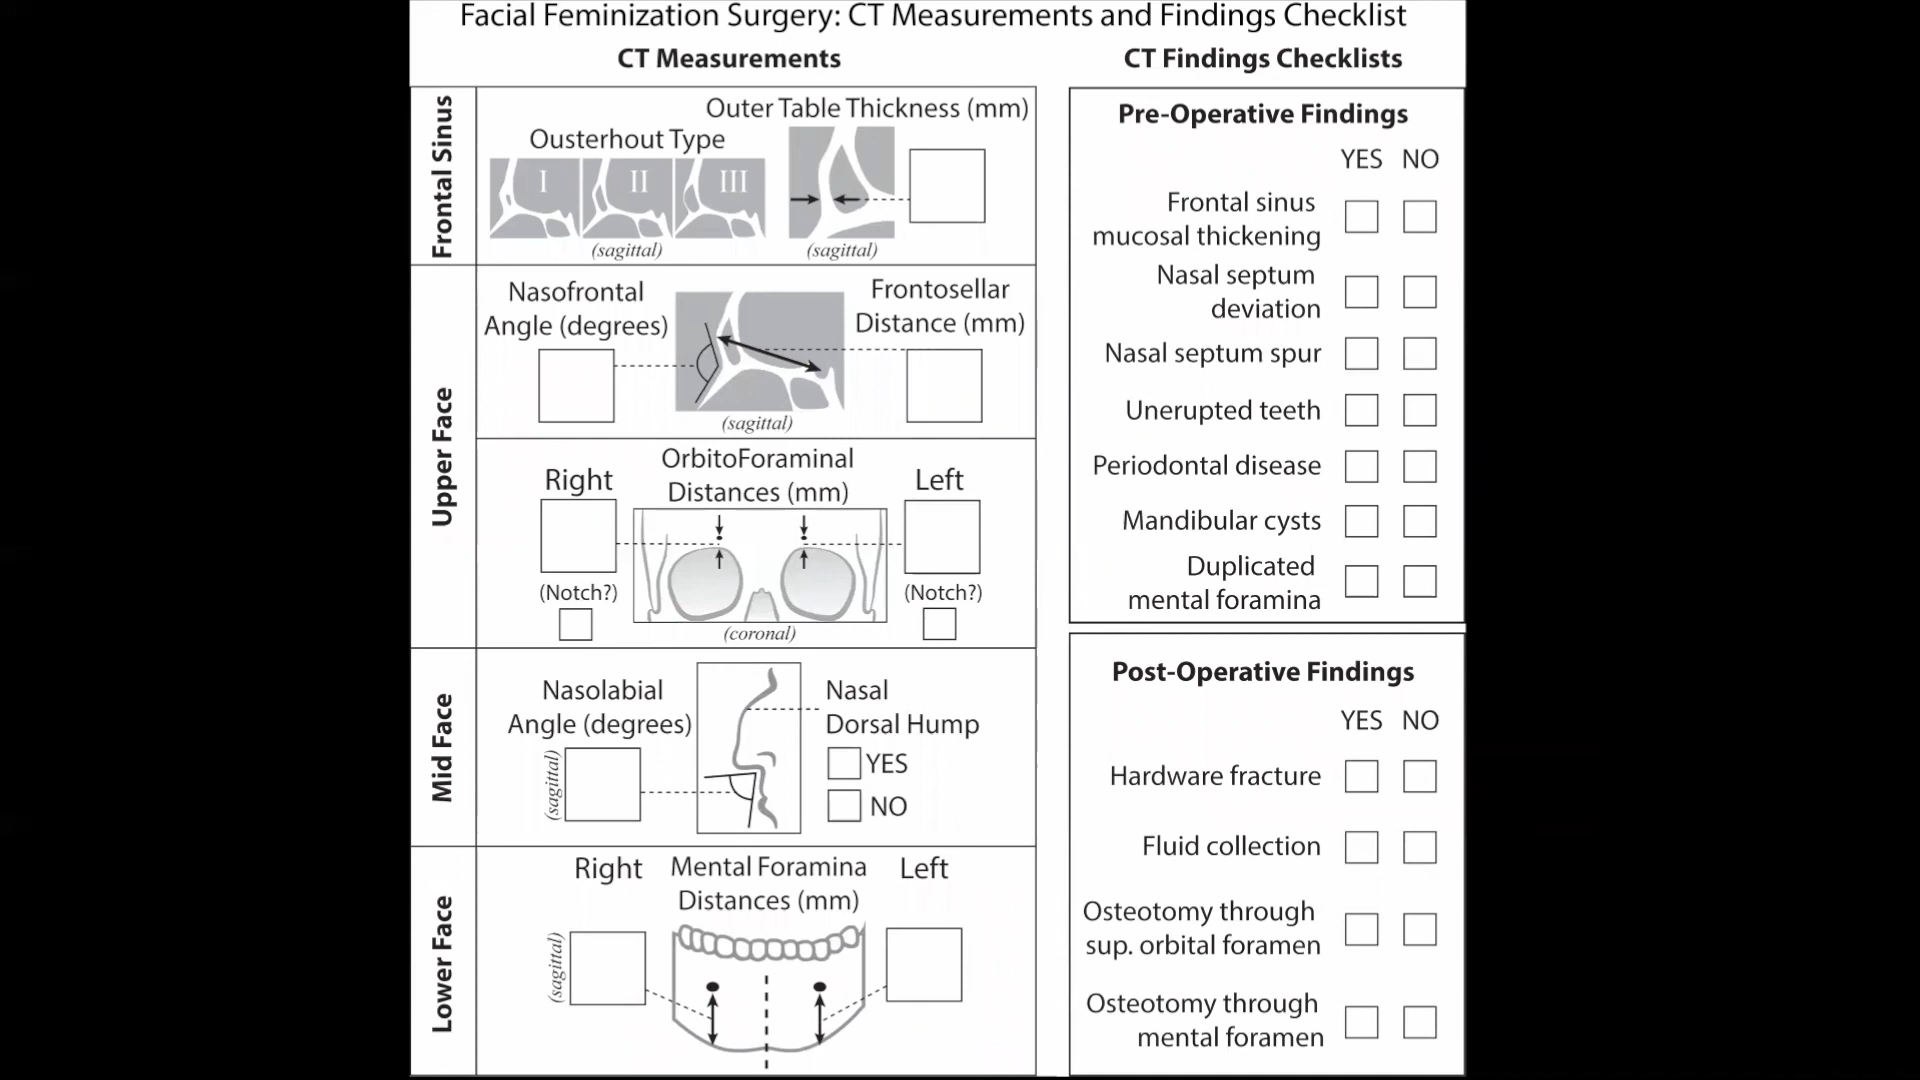 Facial Feminization Surgery: CT Measurements and Findings Checklist
CT Measurements
Frontal Sinus
Ousterhout Type
I
II
III
(sagittal)
Outer Table Thickness (mm)
(sagittal)
Upper Face
Nasofrontal
Angle (degrees)
(sagittal)
Frontosellar
Distance (mm)
Right
(Notch?)
OrbitoForaminal
Distances (mm)
(coronal)
Left
(Notch?)
Mid Face
Nasolabial
Angle (degrees)
(sagittal)
Nasal
Dorsal Hump
YES
NO
Lower Face
Right
(sagittal)
Mental Foramina
Distances (mm)
Left
CT Findings Checklists
Pre-Operative Findings
YES NO
Frontal sinus
mucosal thickening
Nasal septum
deviation
Nasal septum spur
Unerupted teeth
Periodontal disease
Mandibular cysts
Duplicated
mental foramina
Post-Operative Findings
YES NO
Hardware fracture
Fluid collection
Osteotomy through
sup. orbital foramen
Osteotomy through
mental foramen